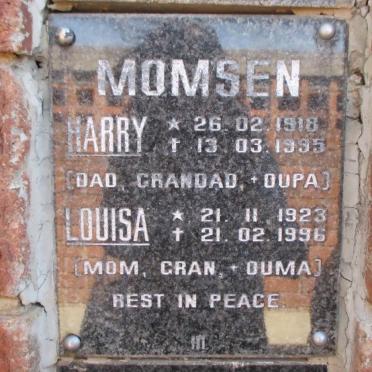 MOMSEN
HARRY ★ 26. 02. 1918
† 13. 03. 1995
(DAD, GRANDAD, + OUPA)
LOUISA ★ 21. 11. 1923
† 21. 02. 1996
(MOM, GRAN, + OUMA)
REST IN PEACE.